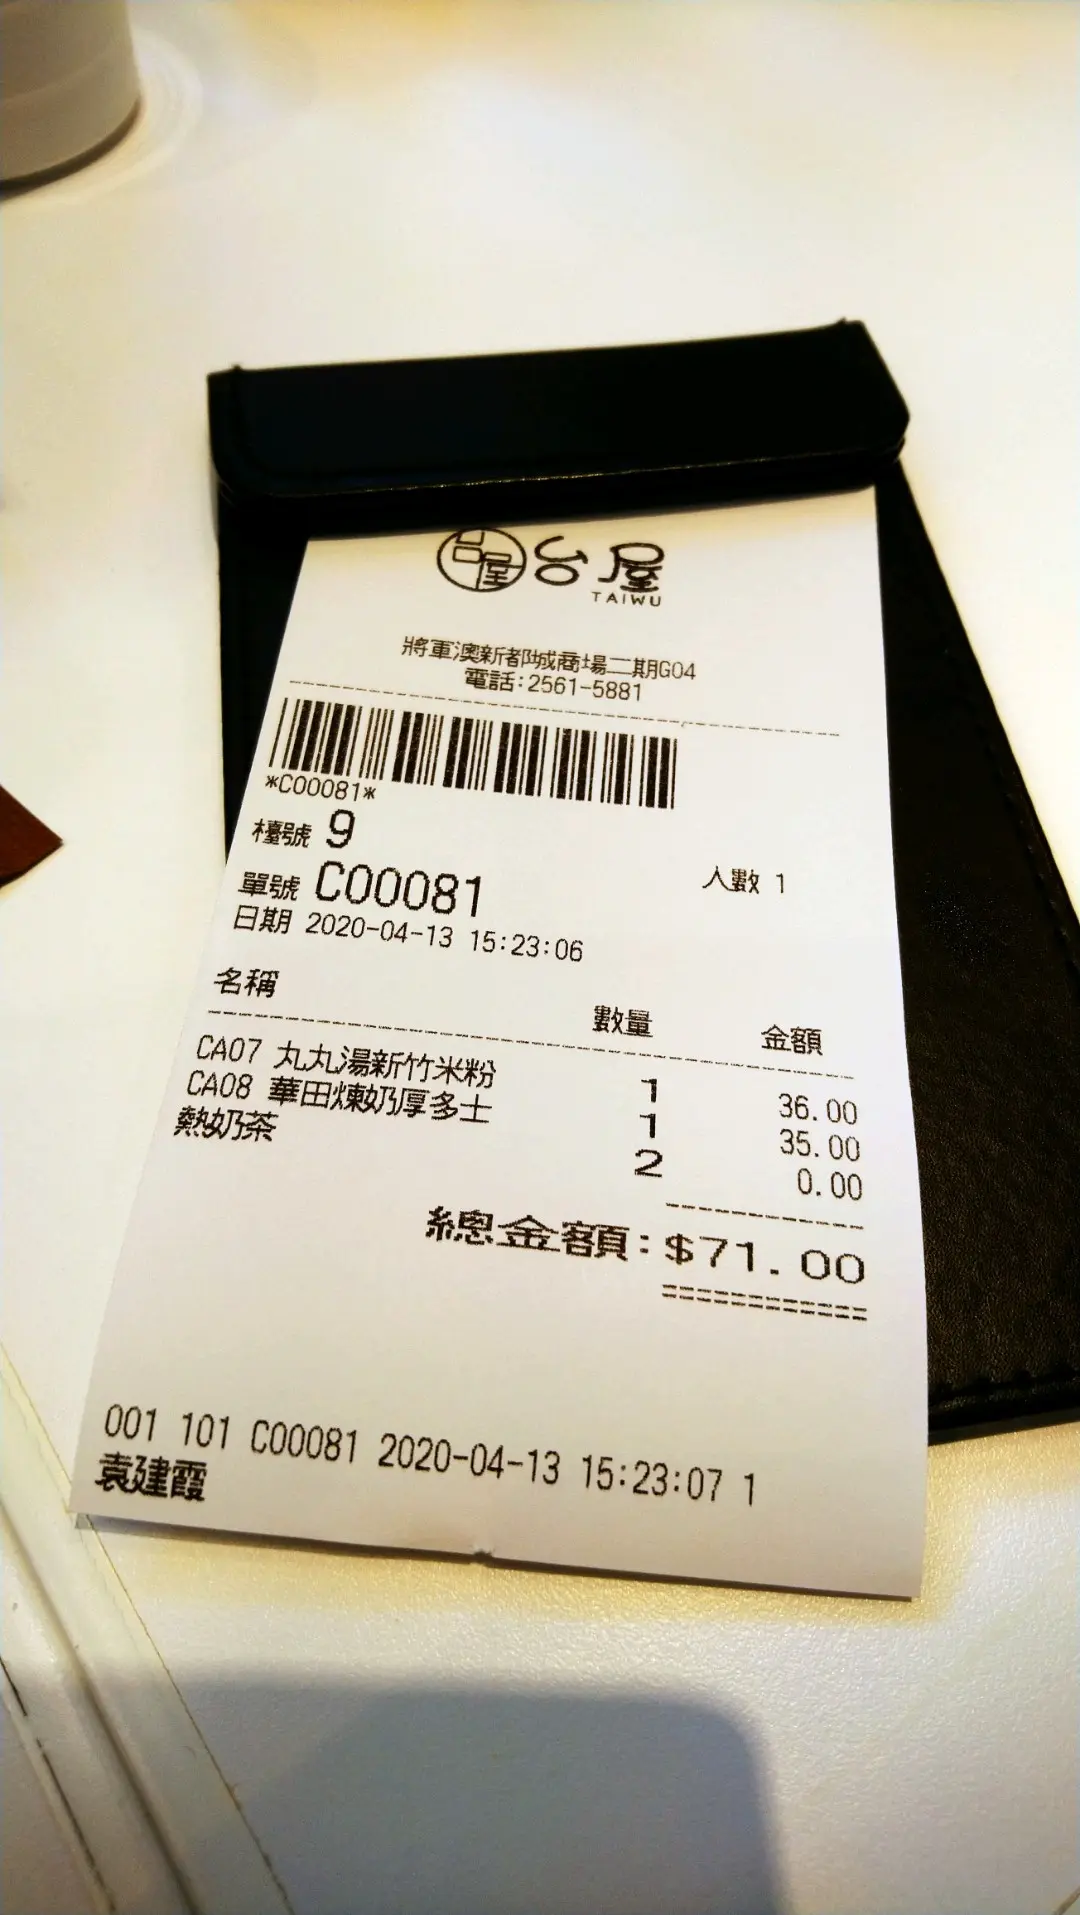 台屋 台屋
TAIWU
將軍澳新都城商場二期G04
電話:2561-5881
*C00081*
檯號 9
單號 C00081 人數 1
日期 2020-04-13 15:23:06
名稱 數量 金額
CA07 丸丸湯新竹米粉 1 36.00
CA08 華田煉奶厚多士 1 35.00
熱奶茶 2 0.00
總金額:$71.00
001 101 C00081 2020-04-13 15:23:07 1
袁建霞